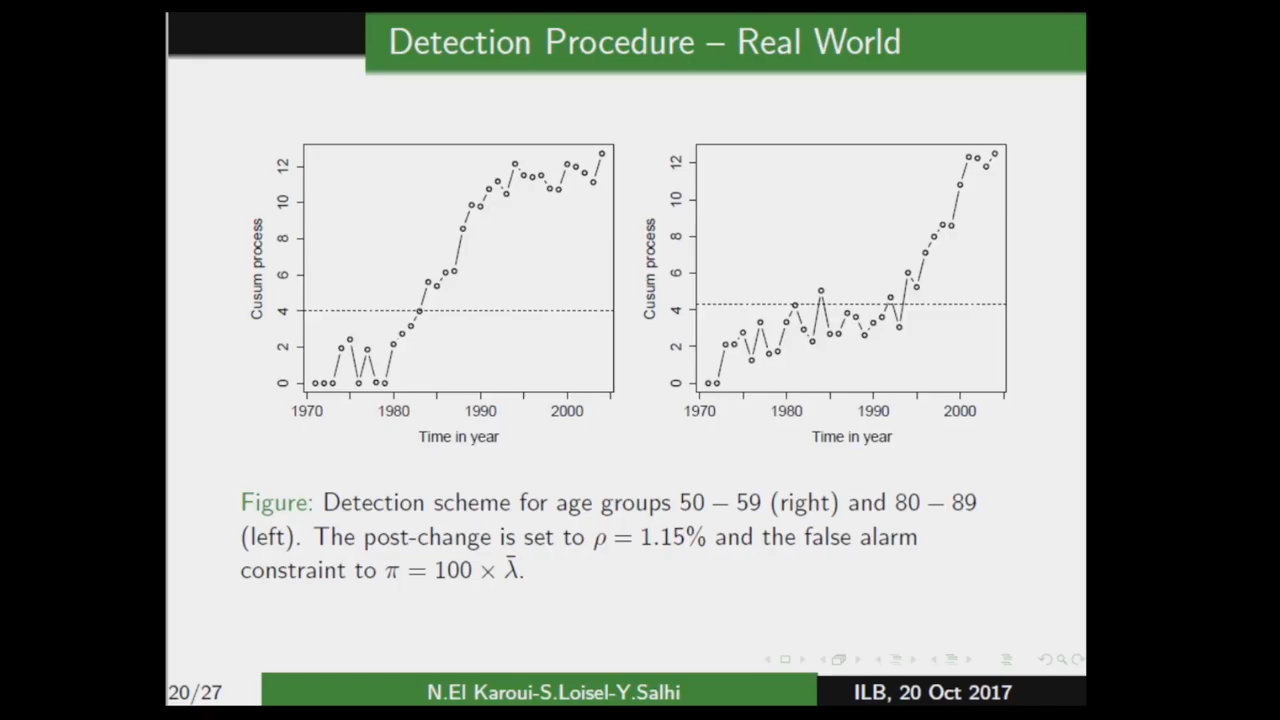 Detection Procedure – Real World
Cusum process
12
10
8
6
4
2
0
1970 1980 1990 2000
Time in year
Cusum process
12
10
8
6
4
2
0
1970 1980 1990 2000
Time in year
Figure: Detection scheme for age groups 50 – 59 (right) and 80 – 89
(left). The post-change is set to ρ = 1.15% and the false alarm
constraint to π = 100 × λ̄.
20/27 N.El Karoui-S.Loisel-Y.Salhi ILB, 20 Oct 2017